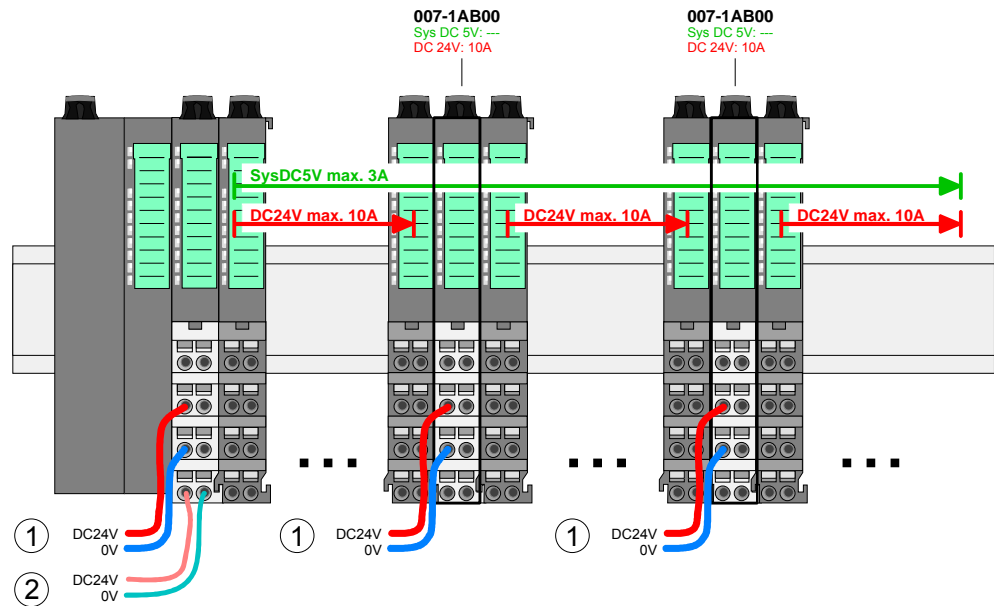 007-1AB00
Sys DC 5V: ---
DC 24V: 10A
007-1AB00
Sys DC 5V: ---
DC 24V: 10A
SysDC5V max. 3A
DC24V max. 10A
DC24V max. 10A
DC24V max. 10A
1
DC24V
0V
1
DC24V
0V
1
DC24V
0V
2
DC24V
0V